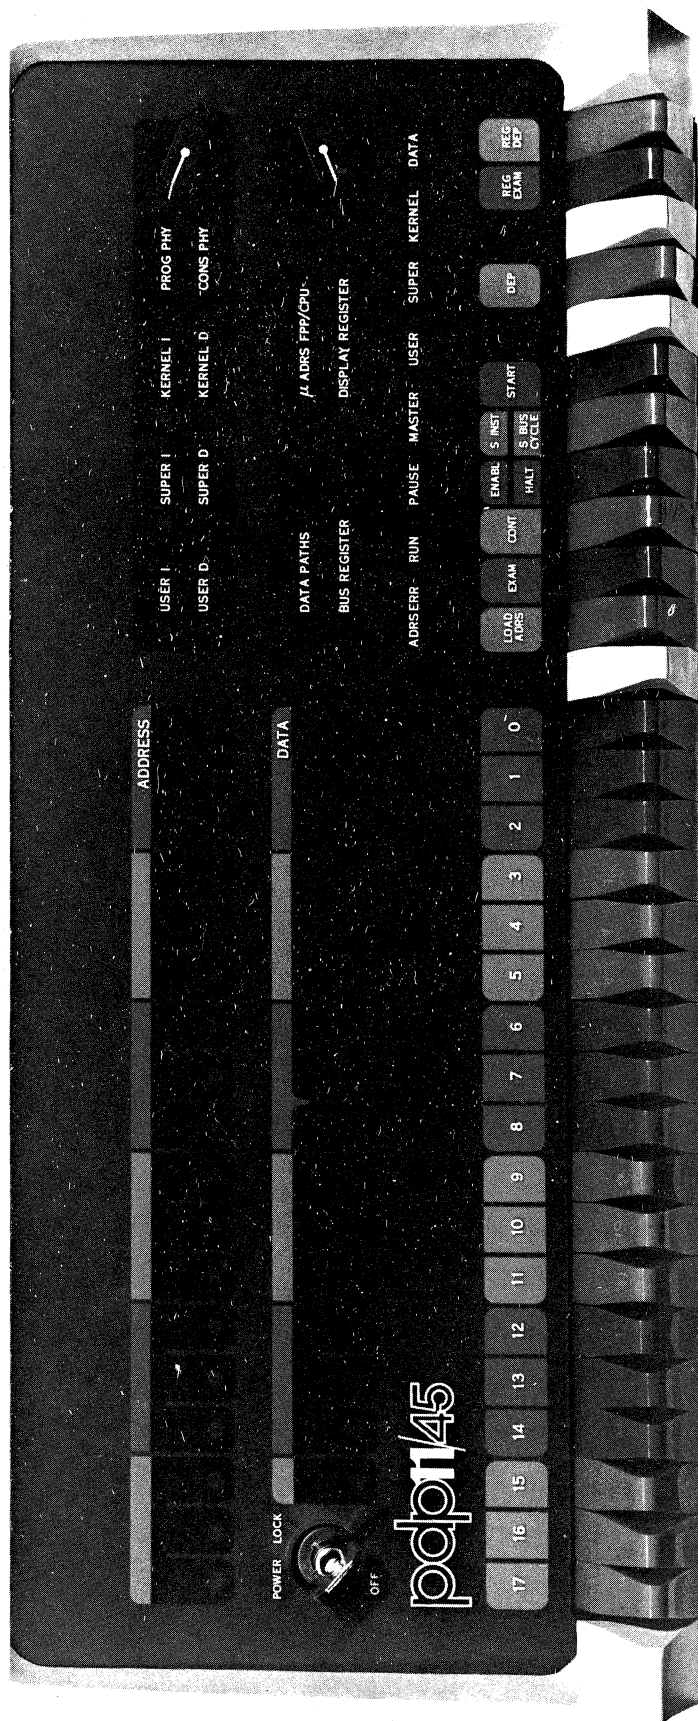 ADDRESS
USER I SUPER I KERNEL I PROG PHY
USER D SUPER D KERNEL D CONS PHY
POWER LOCK
OFF
DATA
DATA PATHS µ ADRS FPP/CPU
BUS REGISTER DISPLAY REGISTER
pdp11/45
ADRS ERR RUN PAUSE MASTER USER SUPER KERNEL DATA
17 16 15 14 13 12 11 10 9 8 7 6 5 4 3 2 1 0
LOAD ADRS
EXAM
CONT
ENABL
HALT
S INST
S BUS CYCLE
START
DEP
REG EXAM
REG DEP